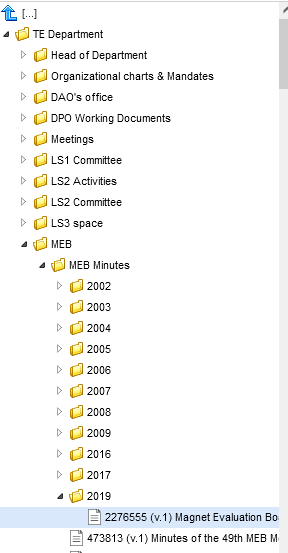 [...]
TE Department
Head of Department
Organizational charts & Mandates
DAO's office
DPO Working Documents
Meetings
LS1 Committee
LS2 Activities
LS2 Committee
LS3 space
MEB
MEB Minutes
2002
2003
2004
2005
2006
2007
2008
2009
2016
2017
2019
2276555 (v.1) Magnet Evaluation Boa
473813 (v.1) Minutes of the 49th MEB M